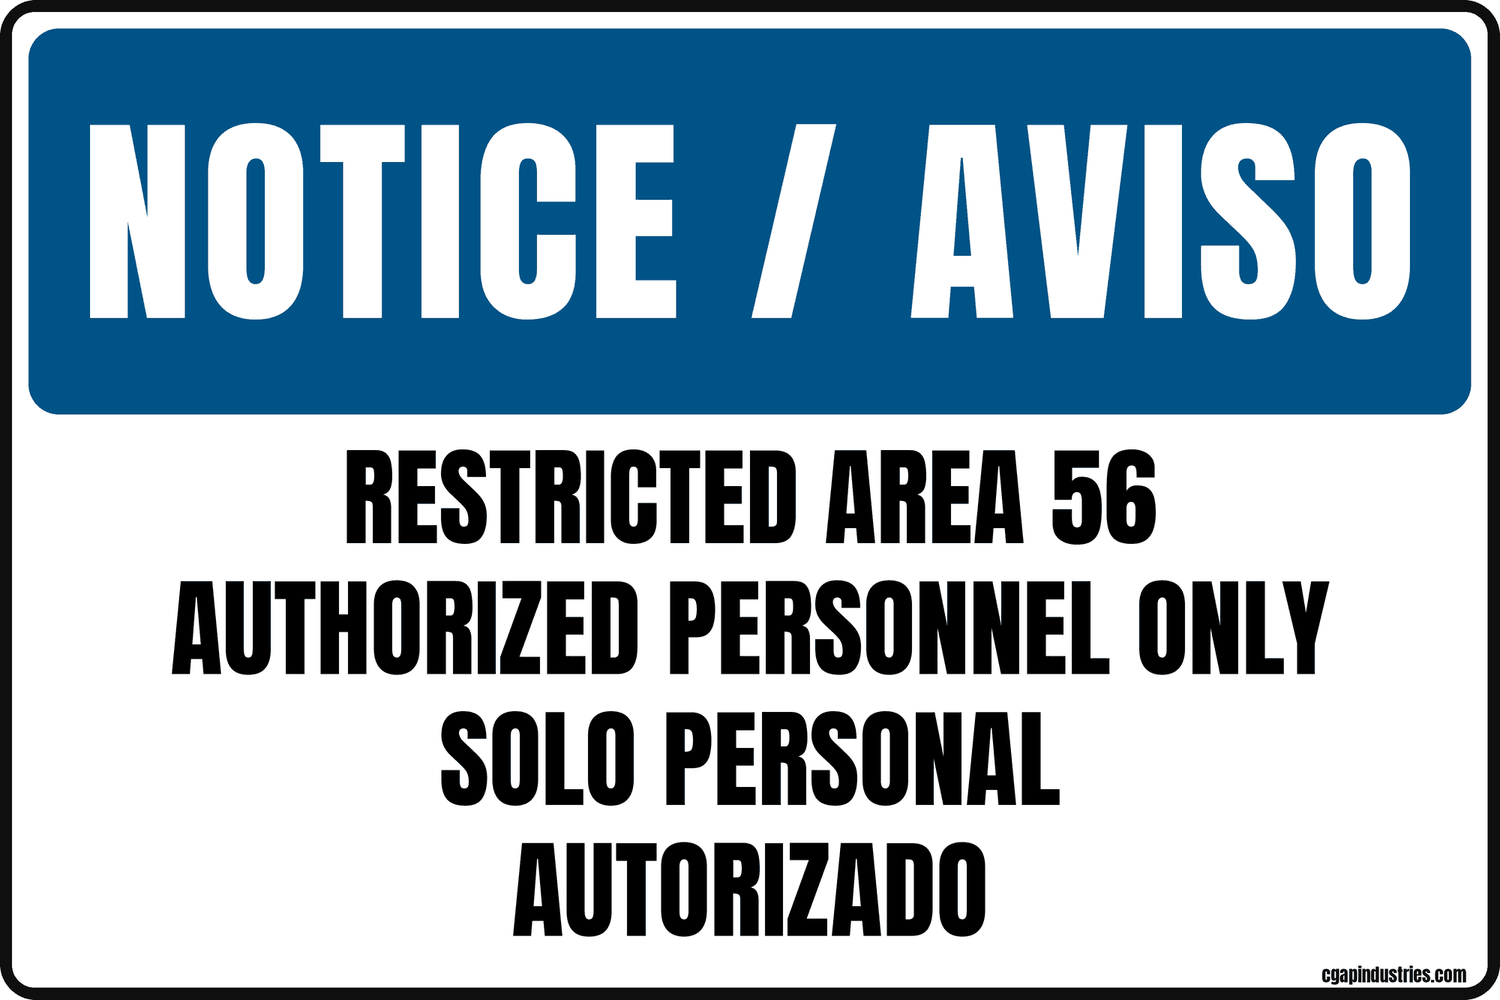 NOTICE / AVISO
RESTRICTED AREA 56
AUTHORIZED PERSONNEL ONLY
SOLO PERSONAL
AUTORIZADO
cgapindustries.com